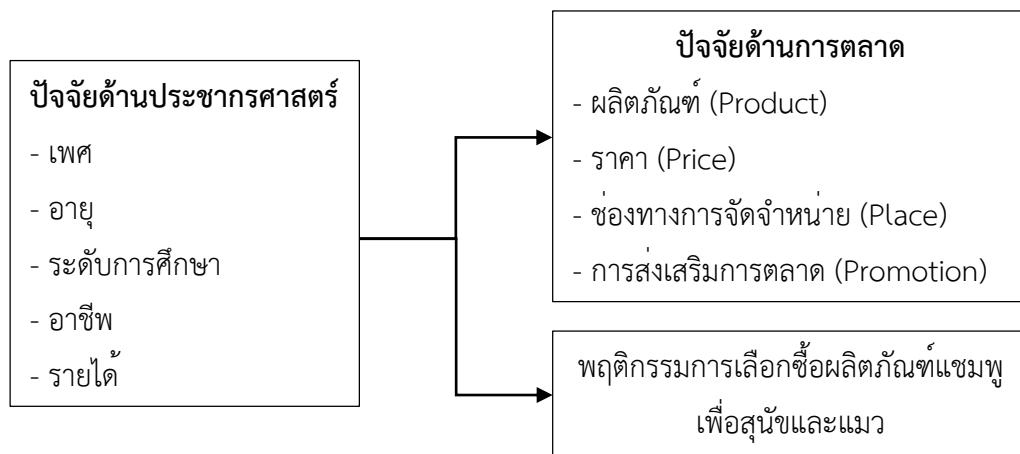 ปัจจัยด้านประชากรศาสตร์
- เพศ
- อายุ
- ระดับการศึกษา
- อาชีพ
- รายได้
ปัจจัยด้านการตลาด
- ผลิตภัณฑ์ (Product)
- ราคา (Price)
- ช่องทางการจัดจำหน่าย (Place)
- การส่งเสริมการตลาด (Promotion)
พฤติกรรมการเลือกซื้อผลิตภัณฑ์แชมพู
เพื่อสุนัขและแมว